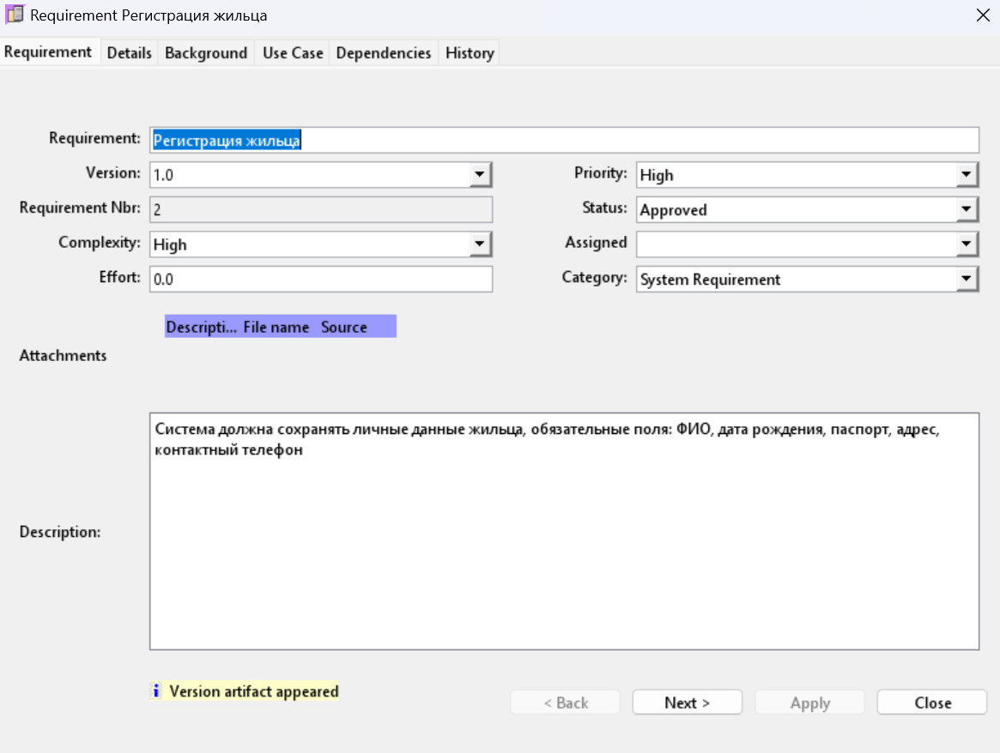 Requirement Регистрация жильца
Requirement Details Background Use Case Dependencies History
Requirement: Регистрация жильца
Version: 1.0 Priority: High
Requirement Nbr: 2 Status: Approved
Complexity: High Assigned
Effort: 0.0 Category: System Requirement
Descripti... File name Source
Attachments
Система должна сохранять личные данные жильца, обязательные поля: ФИО, дата рождения, паспорт, адрес,
контактный телефон
Description:
i Version artifact appeared
< Back Next > Apply Close